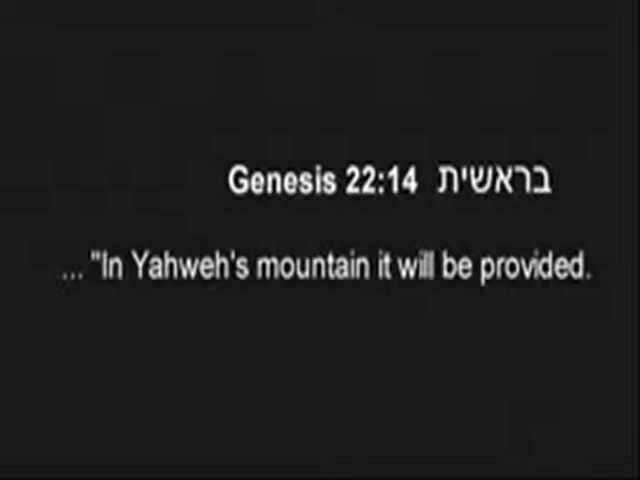 Genesis 22:14 בראשית
... "In Yahweh's mountain it will be provided.